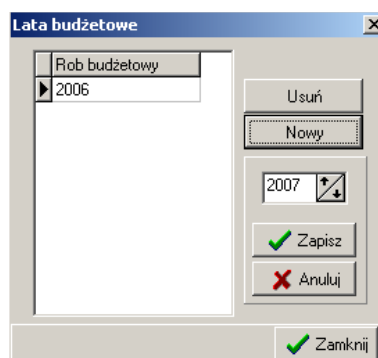 Lata budżetowe
Rob budżetowy
2006
Usuń
Nowy
2007
Zapisz
Anuluj
Zamknij